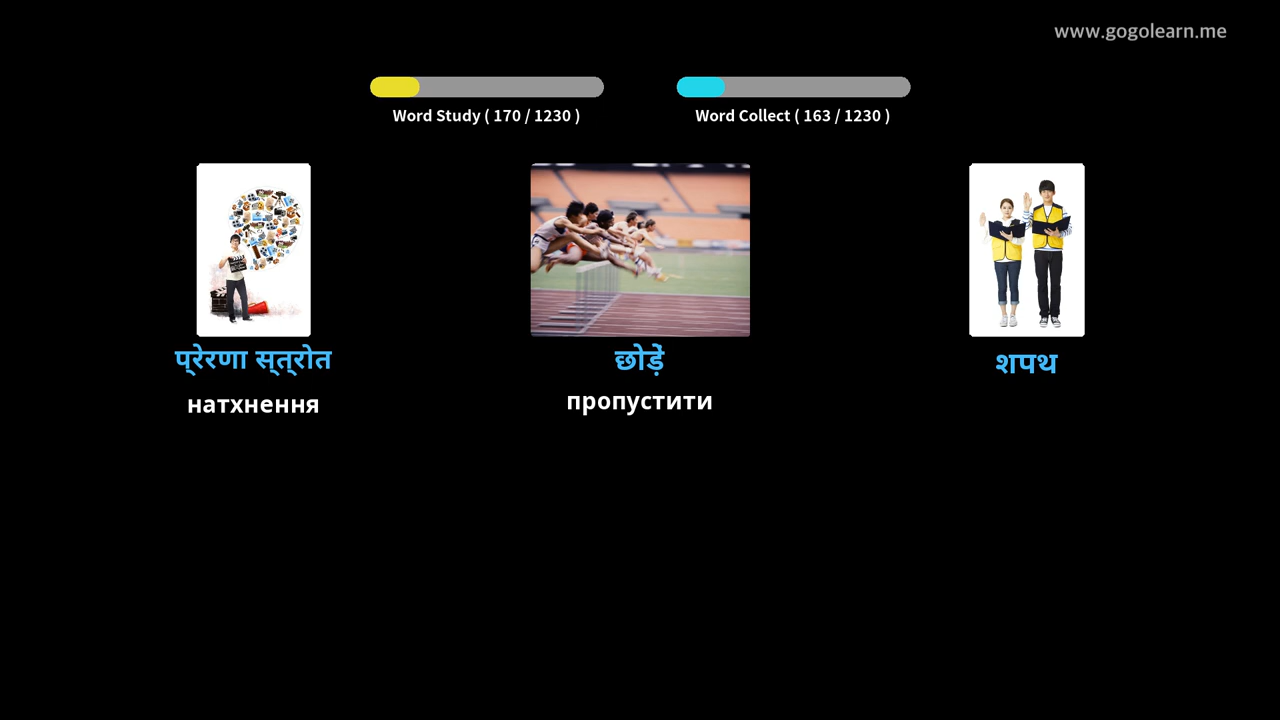 www.gogolearn.me
Word Study ( 170 / 1230 )
Word Collect ( 163 / 1230 )
प्रेरणा स्त्रोत
натхнення
छोड़ें
пропустити
शपथ